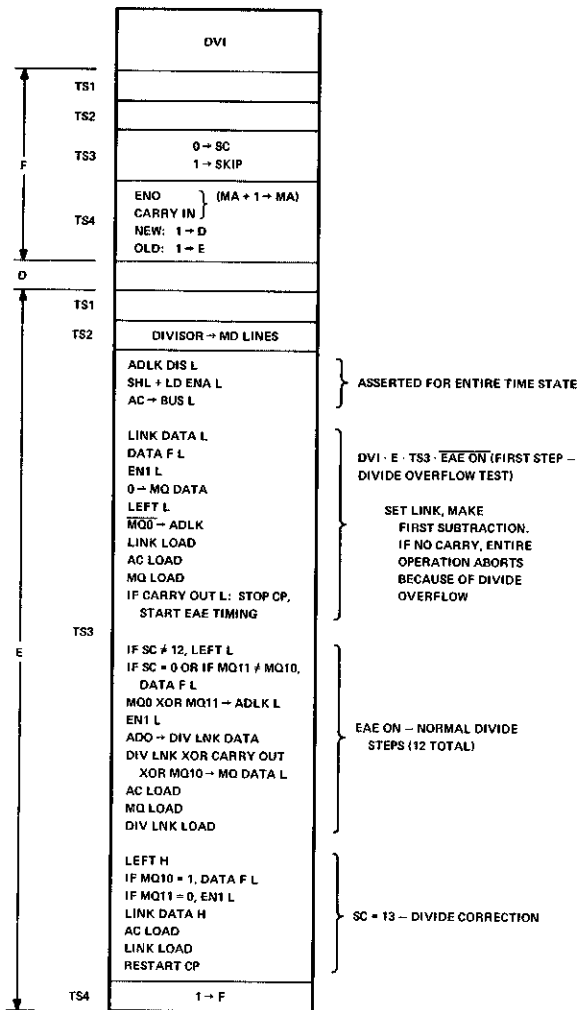 DVI
TS1
TS2
F
TS3
0 → SC
1 → SKIP
TS4
ENO
CARRY IN } (MA + 1 → MA)
NEW: 1 → D
OLD: 1 → E
D
TS1
TS2
DIVISOR → MD LINES
ADLK DIS L
SHL + LD ENA L
AC → BUS L
ASSERTED FOR ENTIRE TIME STATE
LINK DATA L
DATA F L
EN1 L
0 → MQ DATA
LEFT L
M̅Q̅0̅ → ADLK
LINK LOAD
AC LOAD
MQ LOAD
IF CARRY OUT L: STOP CP,
START EAE TIMING
DVI · E · TS3 · E̅A̅E̅ ̅O̅N̅ (FIRST STEP –
DIVIDE OVERFLOW TEST)
SET LINK, MAKE
FIRST SUBTRACTION.
IF NO CARRY, ENTIRE
OPERATION ABORTS
BECAUSE OF DIVIDE
OVERFLOW
TS3
E
IF SC ≠ 12, LEFT L
IF SC = 0 OR IF MQ11 ≠ MQ10,
DATA F L
MQ0 XOR MQ11 → ADLK L
EN1 L
ADO → DIV LNK DATA
DIV LNK XOR CARRY OUT
XOR MQ10 → MQ DATA L
AC LOAD
MQ LOAD
DIV LNK LOAD
EAE ON – NORMAL DIVIDE
STEPS (12 TOTAL)
LEFT H
IF MQ10 = 1, DATA F L
IF MQ11 = 0, EN1 L
LINK DATA H
AC LOAD
LINK LOAD
RESTART CP
SC = 13 – DIVIDE CORRECTION
TS4
1 → F